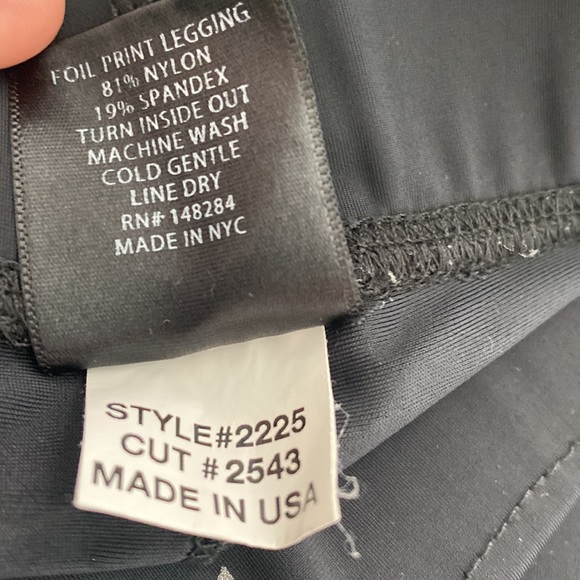 FOIL PRINT LEGGING
81% NYLON
19% SPANDEX
TURN INSIDE OUT
MACHINE WASH
COLD GENTLE
LINE DRY
RN# 148284
MADE IN NYC
STYLE#2225
CUT #2543
MADE IN USA